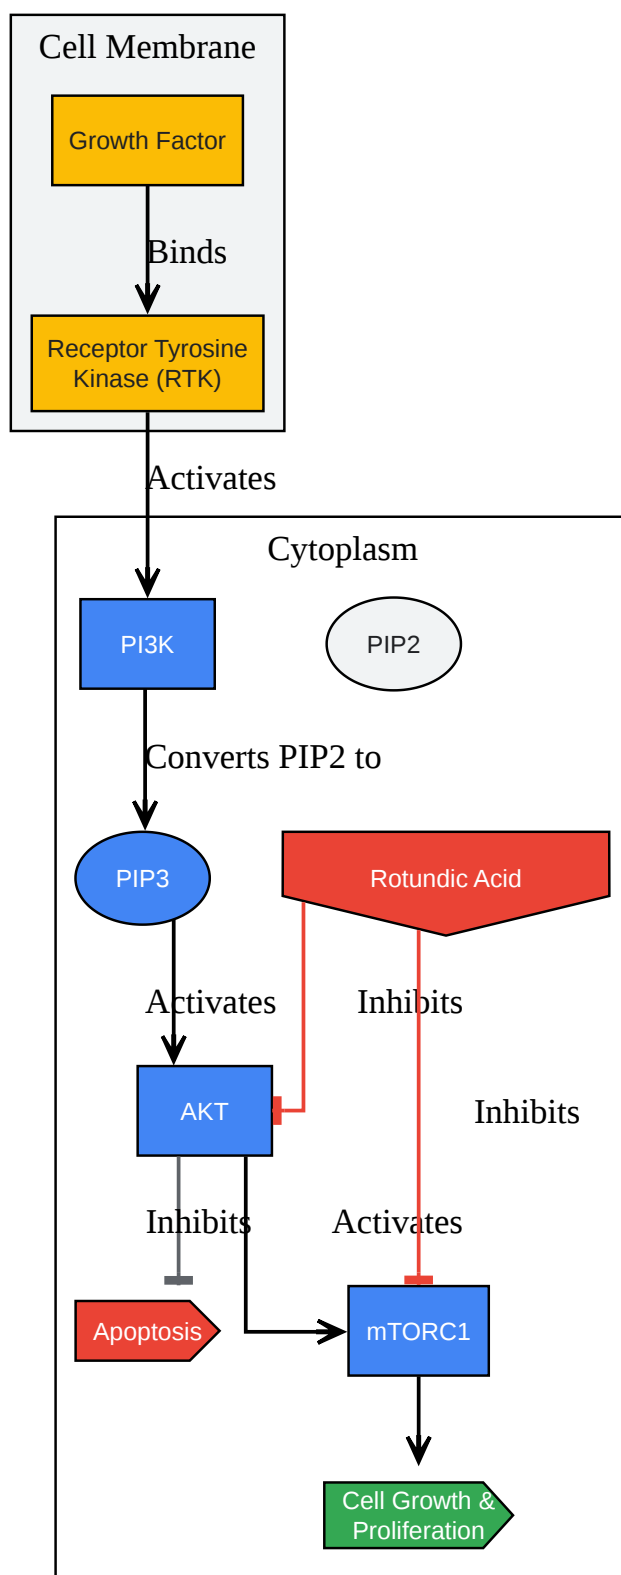 Cell Membrane
Growth Factor
Binds
Receptor Tyrosine
Kinase (RTK)
Activates
Cytoplasm
PI3K
PIP2
Converts PIP2 to
PIP3
Rotundic Acid
Activates
Inhibits
AKT
Inhibits
Inhibits
Activates
Apoptosis
mTORC1
Cell Growth &
Proliferation